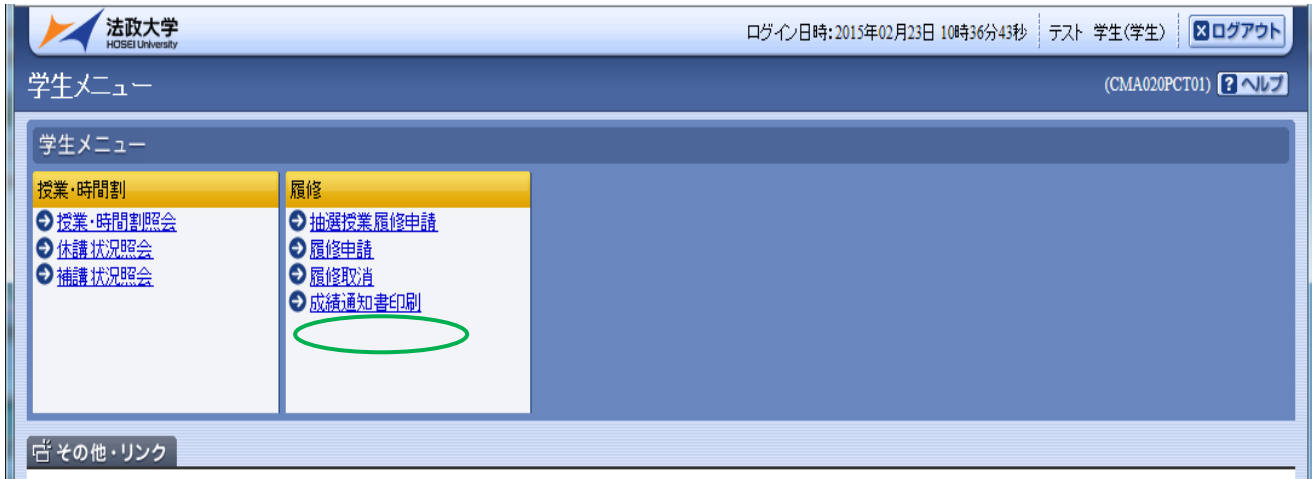 法政大学
HOSEI University
ログイン日時:2015年02月23日 10時36分43秒 テスト 学生(学生) ログアウト
学生メニュー (CMA020PCT01) ? ヘルプ
学生メニュー
授業・時間割
授業・時間割照会
休講状況照会
補講状況照会
履修
抽選授業履修申請
履修申請
履修取消
成績通知書印刷
その他・リンク